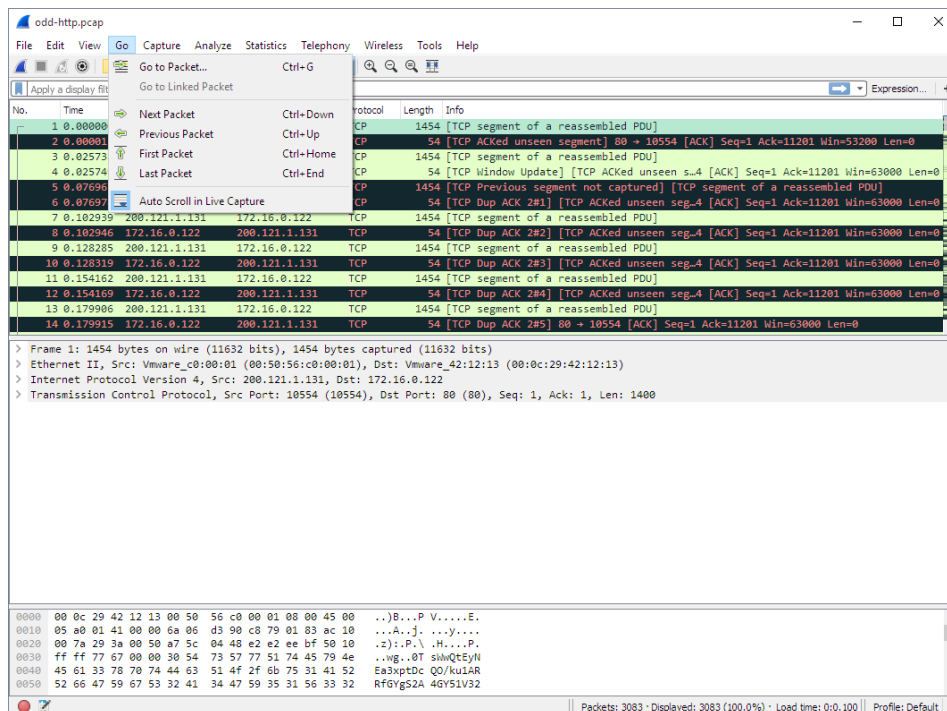 odd-http.pcap
File Edit View Go Capture Analyze Statistics Telephony Wireless Tools Help
Go to Packet... Ctrl+G
Go to Linked Packet
Next Packet Ctrl+Down
Previous Packet Ctrl+Up
First Packet Ctrl+Home
Last Packet Ctrl+End
Auto Scroll in Live Capture
Apply a display filt Expression...
No. Time rotocol Length Info
1 0.00000 CP 1454 [TCP segment of a reassembled PDU]
2 0.00001 CP 54 [TCP ACKed unseen segment] 80 → 10554 [ACK] Seq=1 Ack=11201 Win=53200 Len=0
3 0.02573 CP 1454 [TCP segment of a reassembled PDU]
4 0.02574 CP 54 [TCP Window Update] [TCP ACKed unseen s…4 [ACK] Seq=1 Ack=11201 Win=63000 Len=0
5 0.07696 CP 1454 [TCP Previous segment not captured] [TCP segment of a reassembled PDU]
6 0.07697 CP 54 [TCP Dup ACK 2#1] [TCP ACKed unseen seg…4 [ACK] Seq=1 Ack=11201 Win=63000 Len=0
7 0.102939 200.121.1.131 172.16.0.122 TCP 1454 [TCP segment of a reassembled PDU]
8 0.102946 172.16.0.122 200.121.1.131 TCP 54 [TCP Dup ACK 2#2] [TCP ACKed unseen seg…4 [ACK] Seq=1 Ack=11201 Win=63000 Len=0
9 0.128285 200.121.1.131 172.16.0.122 TCP 1454 [TCP segment of a reassembled PDU]
10 0.128319 172.16.0.122 200.121.1.131 TCP 54 [TCP Dup ACK 2#3] [TCP ACKed unseen seg…4 [ACK] Seq=1 Ack=11201 Win=63000 Len=0
11 0.154162 200.121.1.131 172.16.0.122 TCP 1454 [TCP segment of a reassembled PDU]
12 0.154169 172.16.0.122 200.121.1.131 TCP 54 [TCP Dup ACK 2#4] [TCP ACKed unseen seg…4 [ACK] Seq=1 Ack=11201 Win=63000 Len=0
13 0.179906 200.121.1.131 172.16.0.122 TCP 1454 [TCP segment of a reassembled PDU]
14 0.179915 172.16.0.122 200.121.1.131 TCP 54 [TCP Dup ACK 2#5] 80 → 10554 [ACK] Seq=1 Ack=11201 Win=63000 Len=0
> Frame 1: 1454 bytes on wire (11632 bits), 1454 bytes captured (11632 bits)
> Ethernet II, Src: Vmware_c0:00:01 (00:50:56:c0:00:01), Dst: Vmware_42:12:13 (00:0c:29:42:12:13)
> Internet Protocol Version 4, Src: 200.121.1.131, Dst: 172.16.0.122
> Transmission Control Protocol, Src Port: 10554 (10554), Dst Port: 80 (80), Seq: 1, Ack: 1, Len: 1400
0000 00 0c 29 42 12 13 00 50 56 c0 00 01 08 00 45 00 ..)B...P V.....E.
0010 05 a0 01 41 00 00 6a 06 d3 90 c8 79 01 83 ac 10 ...A..j. ...y....
0020 00 7a 29 3a 00 50 a7 5c 04 48 e2 e2 ee bf 50 10 .z):.P.\ .H....P.
0030 ff ff 77 67 00 00 30 54 73 57 77 51 74 45 79 4e ..wg..0T sWwQtEyN
0040 45 61 33 78 70 74 44 63 51 4f 2f 6b 75 31 41 52 Ea3xptDc QO/ku1AR
0050 52 66 47 59 67 53 32 41 34 47 59 35 31 56 33 32 RfGYgS2A 4GY51V32
Packets: 3083 · Displayed: 3083 (100.0%) · Load time: 0:0.100 Profile: Default